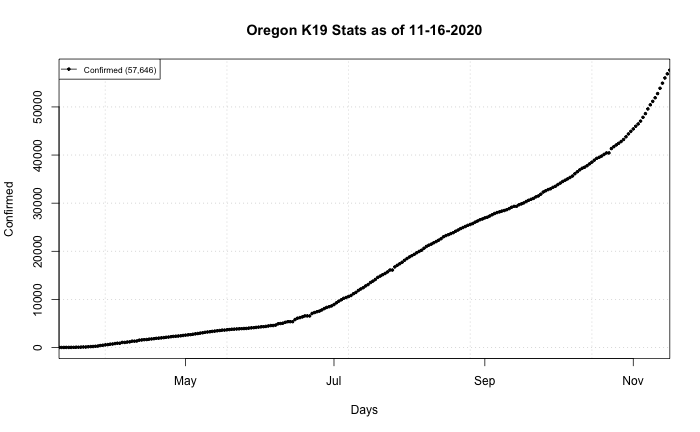 Oregon K19 Stats as of 11-16-2020
Confirmed (57,646)
50000
40000
30000
20000
10000
0
Confirmed
May Jul Sep Nov
Days